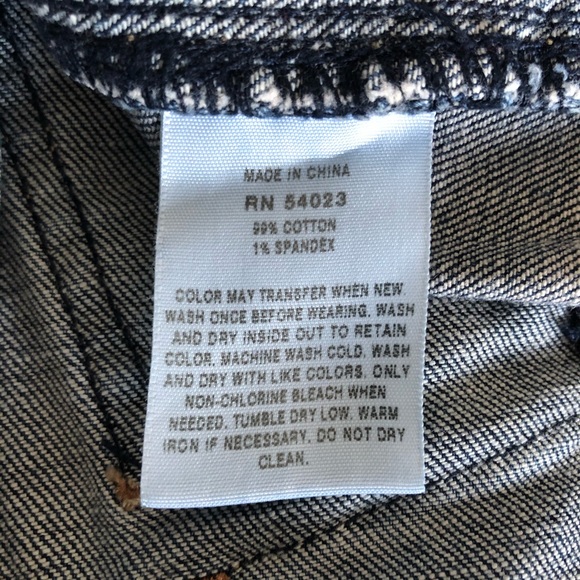 MADE IN CHINA
RN 54023
99% COTTON
1% SPANDEX
COLOR MAY TRANSFER WHEN NEW
WASH ONCE BEFORE WEARING. WASH
AND DRY INSIDE OUT TO RETAIN
COLOR. MACHINE WASH COLD. WASH
AND DRY WITH LIKE COLORS. ONLY
NON-CHLORINE BLEACH WHEN
NEEDED. TUMBLE DRY LOW. WARM
IRON IF NECESSARY. DO NOT DRY
CLEAN.